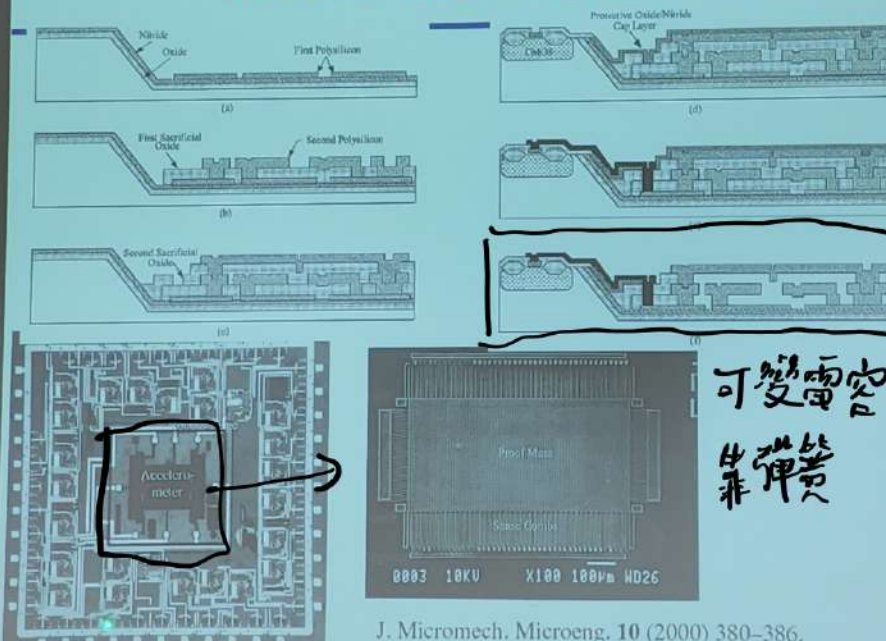 Nitride
Oxide
First Polysilicon
(a)
First Sacrificial
Oxide
Second Polysilicon
(b)
Second Sacrificial
Oxide
(c)
Protective Oxide/Nitride
Cap Layer
CMOS
(d)
(f)
Accelero-
meter
Proof Mass
Sense Combs
0003 10KV X100 100µm WD26
可變電容
靠彈簧
J. Micromech. Microeng. 10 (2000) 380–386